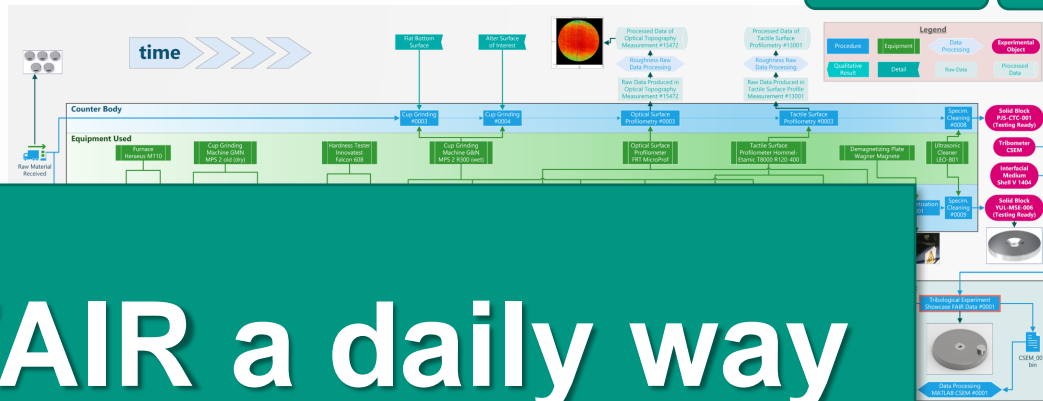 time
Flat Bottom
Surface
Alter Surface
of Interest
Processed Data of
Optical Topography
Measurement #15472
Roughness Raw
Data Processing
Raw Data Produced in
Optical Topography
Measurement #15472
Processed Data of
Tactile Surface
Profilometry #13001
Roughness Raw
Data Processing
Raw Data Produced in
Tactile Surface Profile
Measurement #13001
Legend
Procedure
Equipment
Data
Processing
Experimental
Object
Qualitative
Result
Detail
Raw Data
Processed
Data
Raw Material
Received
Counter Body
Cup Grinding
#0003
Cup Grinding
#0004
Optical Surface
Profilometry #0003
Tactile Surface
Profilometry #0003
Specim.
Cleaning
#0008
Solid Block
PJS-CTC-001
(Testing Ready)
Equipment Used
Furnace
Heraeus M110
Cup Grinding
Machine GMN
MPS 2 old (dry)
Hardness Tester
Innovatest
Falcon 608
Cup Grinding
Machine G&N
MPS 2 R300 (wet)
Optical Surface
Profilometer
FRT MicroProf
Tactile Surface
Profilometer Hommel-
Etamic T8000 R120-400
Demagnetizing Plate
Wagner Magnete
Ultrasonic
Cleaner
LEO-801
Tribometer
CSEM
Interfacial
Medium
Shell V 1404
Specim.
Cleaning
#0009
Solid Block
YUL-MSE-006
(Testing Ready)
AIR a daily way
Tribological Experiment
Showcase FAIR Data #0001
CSEM_00
bin
Data Processing
MATLAB CSEM #0001